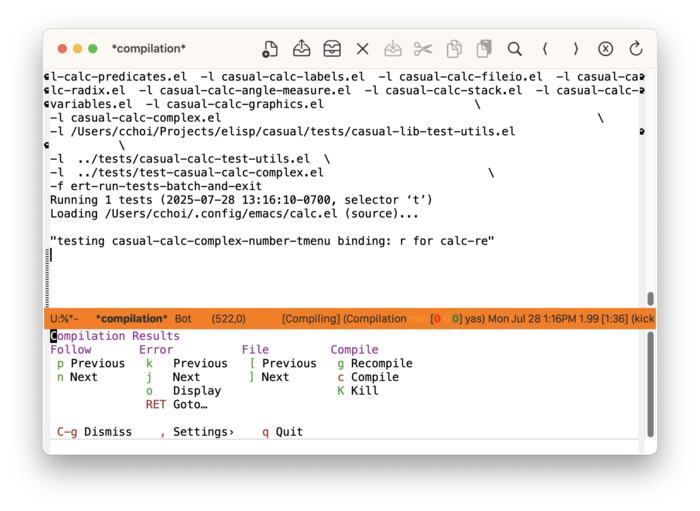 *compilation*
l-calc-predicates.el  -l casual-calc-labels.el  -l casual-calc-fileio.el  -l casual-ca
lc-radix.el  -l casual-calc-angle-measure.el  -l casual-calc-stack.el  -l casual-calc-
variables.el  -l casual-calc-graphics.el \
-l casual-calc-complex.el \
-l /Users/cchoi/Projects/elisp/casual/tests/casual-lib-test-utils.el
\
-l  ../tests/casual-calc-test-utils.el  \
-l  ../tests/test-casual-calc-complex.el \
-f ert-run-tests-batch-and-exit
Running 1 tests (2025-07-28 13:16:10-0700, selector ‘t’)
Loading /Users/cchoi/.config/emacs/calc.el (source)...
"testing casual-calc-complex-number-tmenu binding: r for calc-re"
U:%*-  *compilation*  Bot  (522,0)  [Compiling] (Compilation:run [0 0 0] yas) Mon Jul 28 1:16PM 1.99 [1:36] (kick
Compilation Results
Follow Error File Compile
p Previous k Previous [ Previous g Recompile
n Next j Next ] Next c Compile
o Display K Kill
RET Goto…
C-g Dismiss , Settings› q Quit